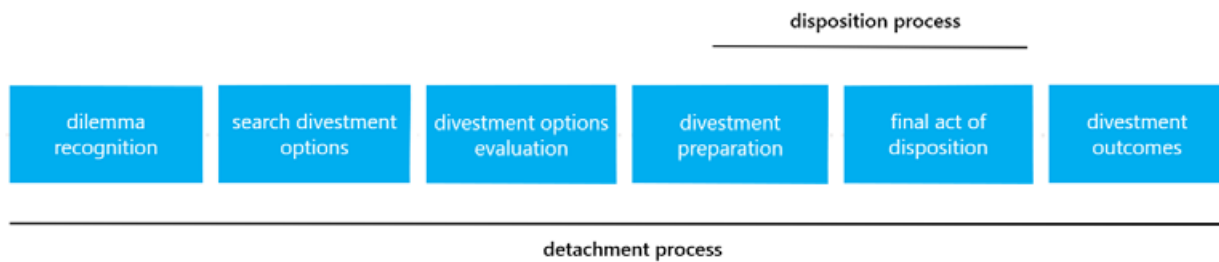 disposition process
dilemma
recognition
search divestment
options
divestment options
evaluation
divestment
preparation
final act of
disposition
divestment
outcomes
detachment process